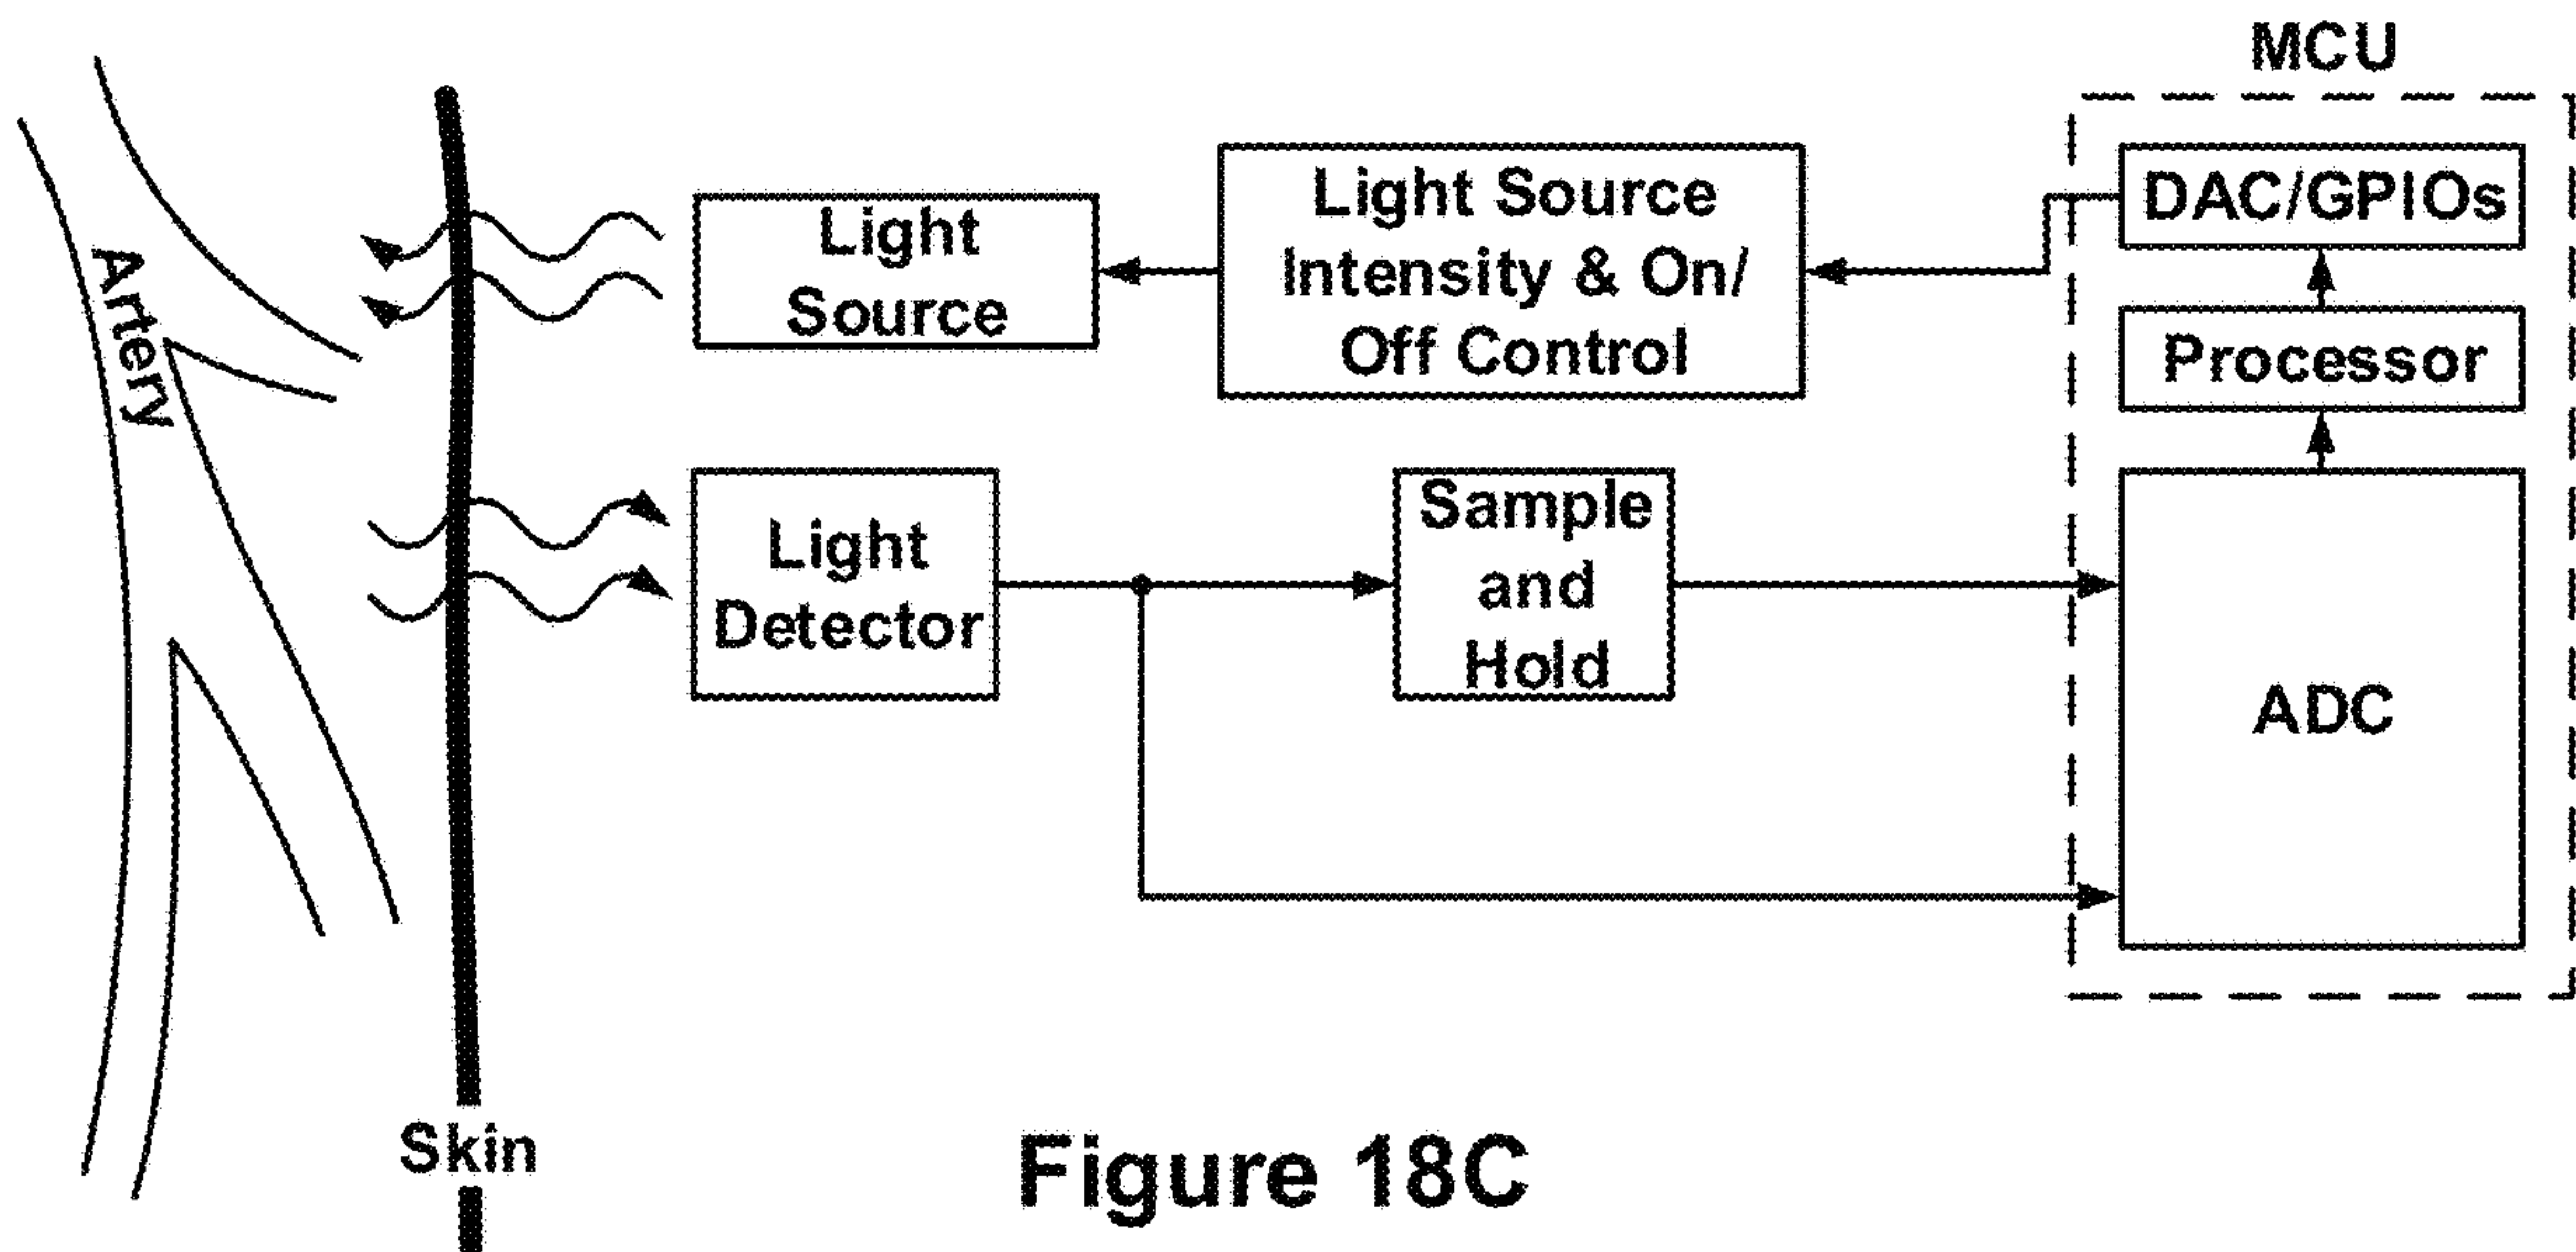 MCU
Light Source
Intensity & On/
Off Control
DAC/GPIOs
Light
Source
Processor
Artery
Light
Detector
Sample
and
Hold
ADC
Skin
Figure 18C